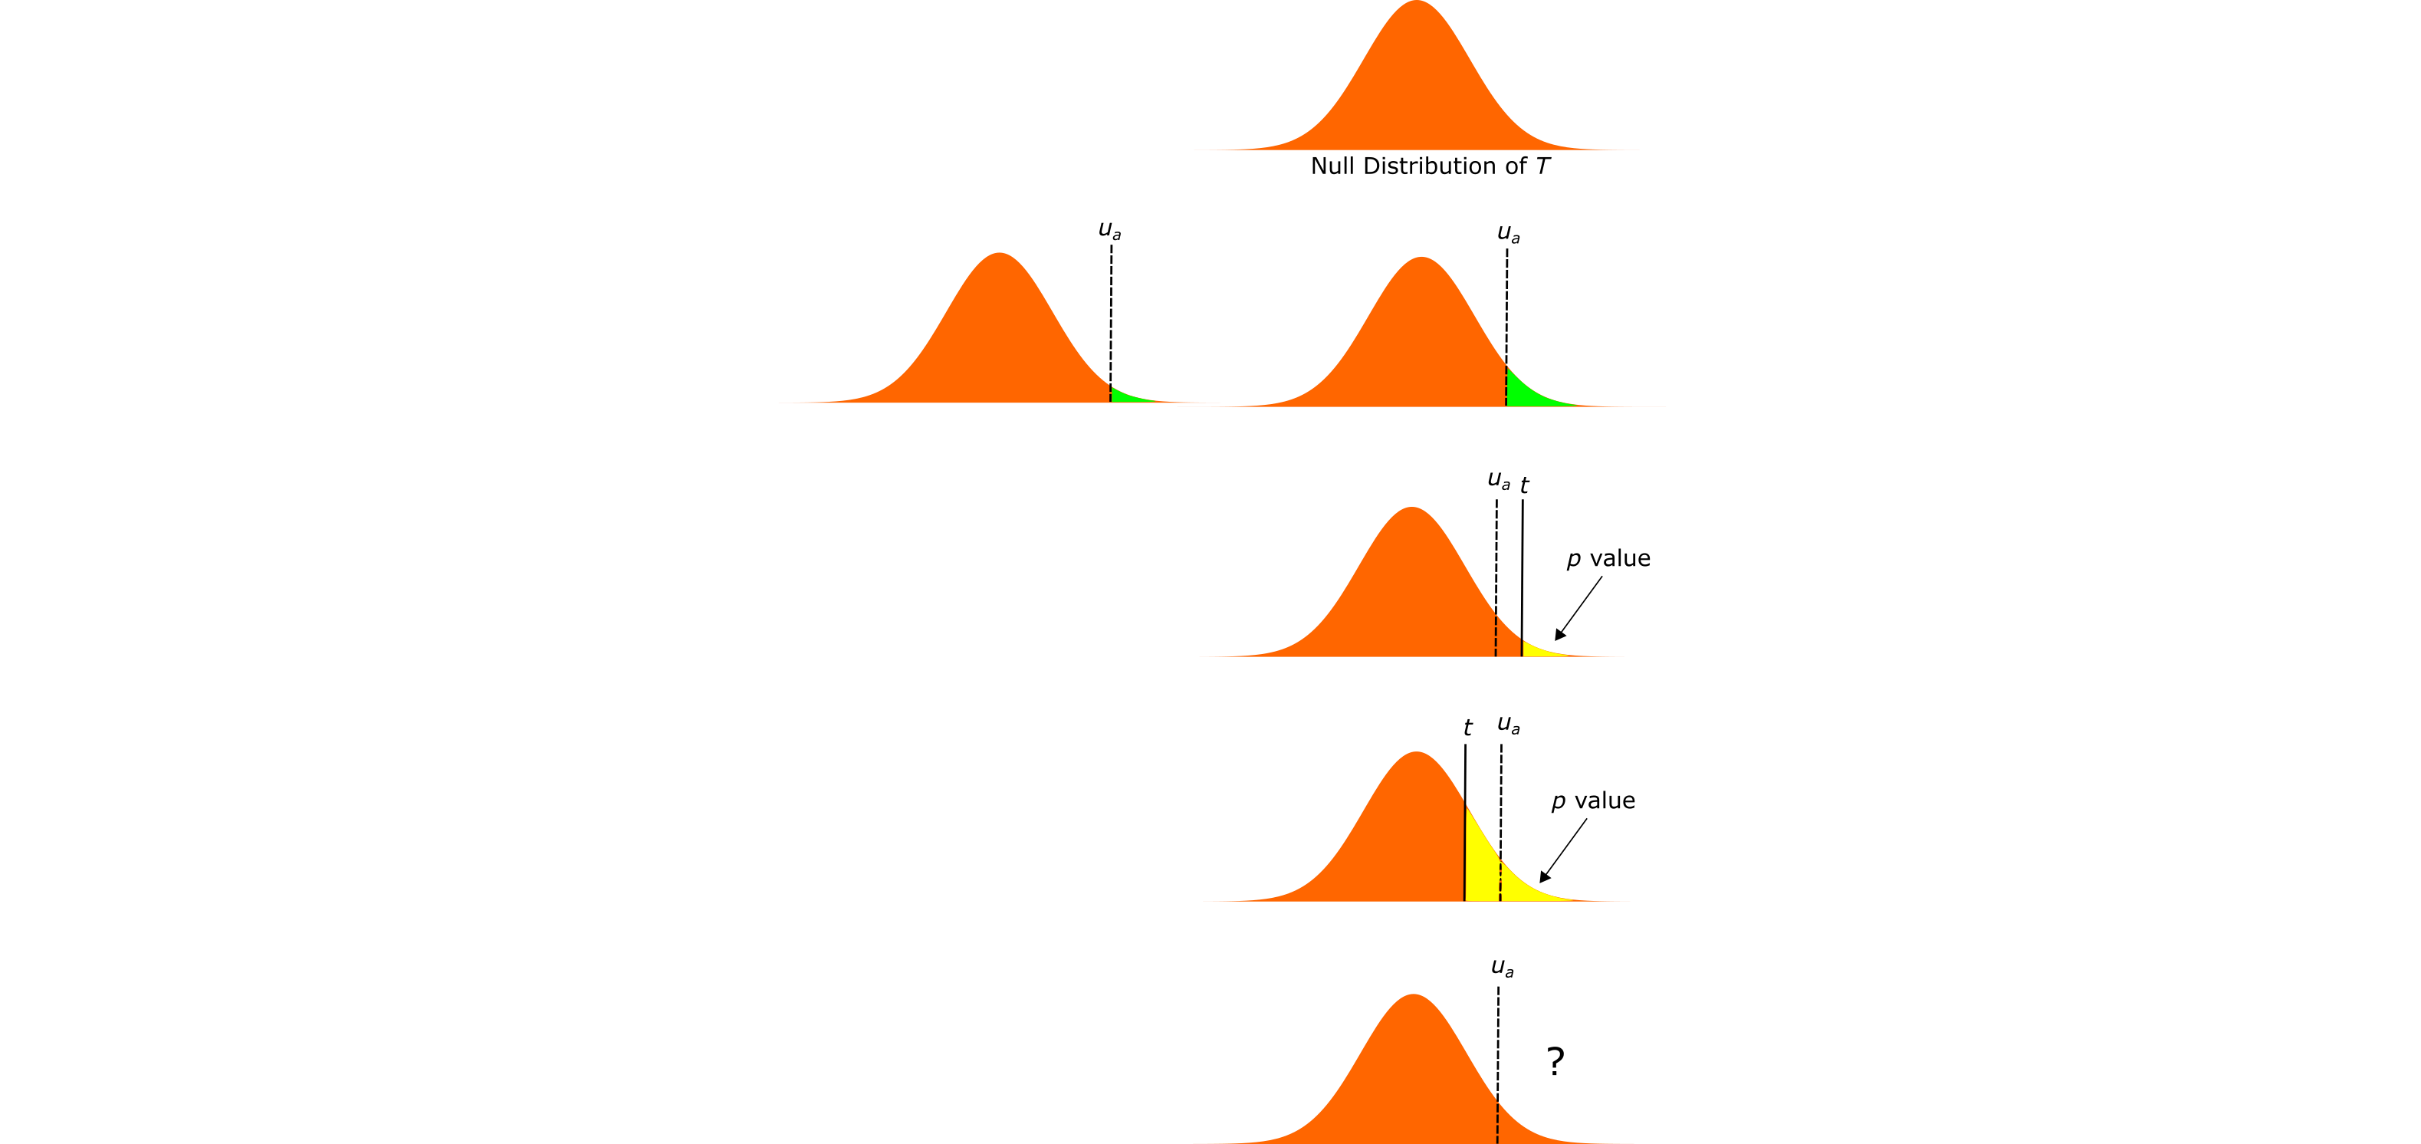 Null Distribution of T
uₐ
uₐ
uₐ t
p value
t uₐ
p value
uₐ
?